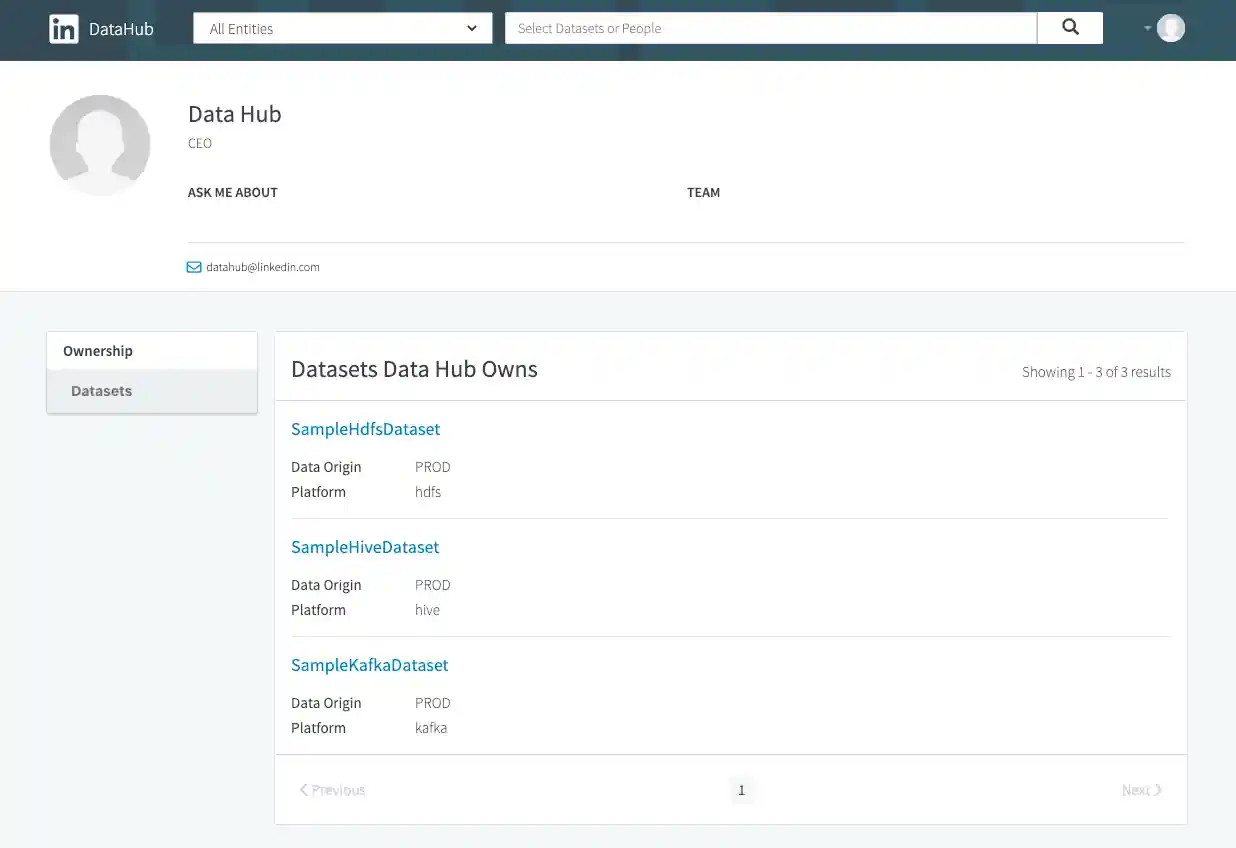 in DataHub
All Entities
Select Datasets or People
Data Hub
CEO
ASK ME ABOUT
TEAM
datahub@linkedin.com
Ownership
Datasets
Datasets Data Hub Owns
Showing 1 - 3 of 3 results
SampleHdfsDataset
Data Origin PROD
Platform hdfs
SampleHiveDataset
Data Origin PROD
Platform hive
SampleKafkaDataset
Data Origin PROD
Platform kafka
Previous 1 Next